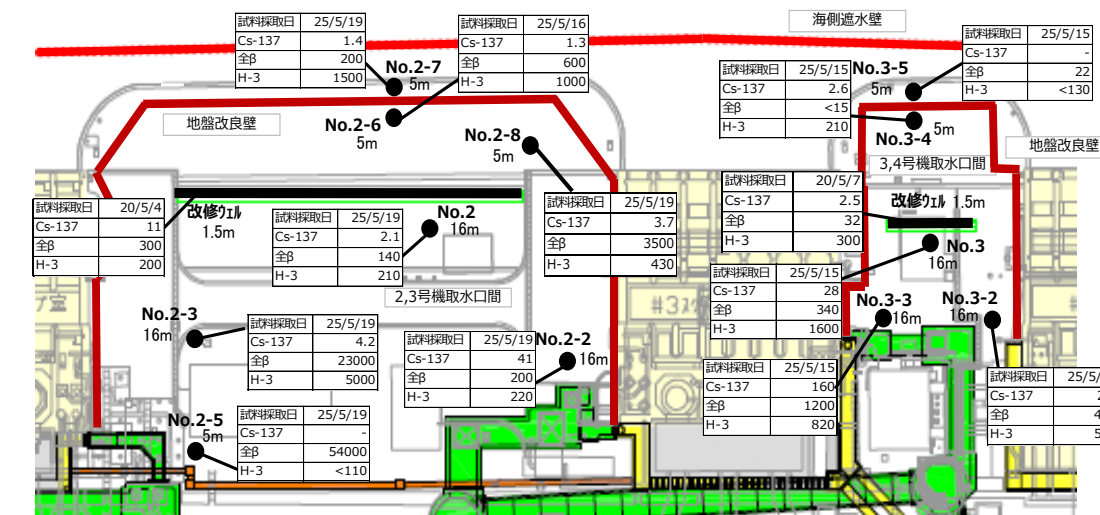 海側遮水壁
試料採取日 25/5/19
Cs-137 1.4
全β 200
H-3 1500
No.2-7
5m
試料採取日 25/5/16
Cs-137 1.3
全β 600
H-3 1000
No.2-6
5m
地盤改良壁
No.2-8
5m
試料採取日 25/5/15
Cs-137 -
全β 22
H-3 <130
No.3-5
5m
試料採取日 25/5/15
Cs-137 2.6
全β <15
H-3 210
No.3-4
5m
地盤改良壁
3,4号機取水口間
試料採取日 20/5/4
Cs-137 11
全β 300
H-3 200
改修ウェル
1.5m
試料採取日 25/5/19
Cs-137 2.1
全β 140
H-3 210
No.2
16m
試料採取日 25/5/19
Cs-137 3.7
全β 3500
H-3 430
試料採取日 20/5/7
Cs-137 2.5
全β 32
H-3 300
改修ウェル 1.5m
No.3
16m
2,3号機取水口間
試料採取日 25/5/15
Cs-137 28
全β 340
H-3 1600
No.3-3
16m
No.3-2
16m
No.2-3
16m
試料採取日 25/5/19
Cs-137 4.2
全β 23000
H-3 5000
試料採取日 25/5/19
Cs-137 41
全β 200
H-3 220
No.2-2
16m
試料採取日 25/5/15
Cs-137 160
全β 1200
H-3 820
試料採取日 25/5/
Cs-137 2
全β 4
H-3 5
No.2-5
5m
試料採取日 25/5/19
Cs-137 -
全β 54000
H-3 <110
#3ｽｸ
#
室